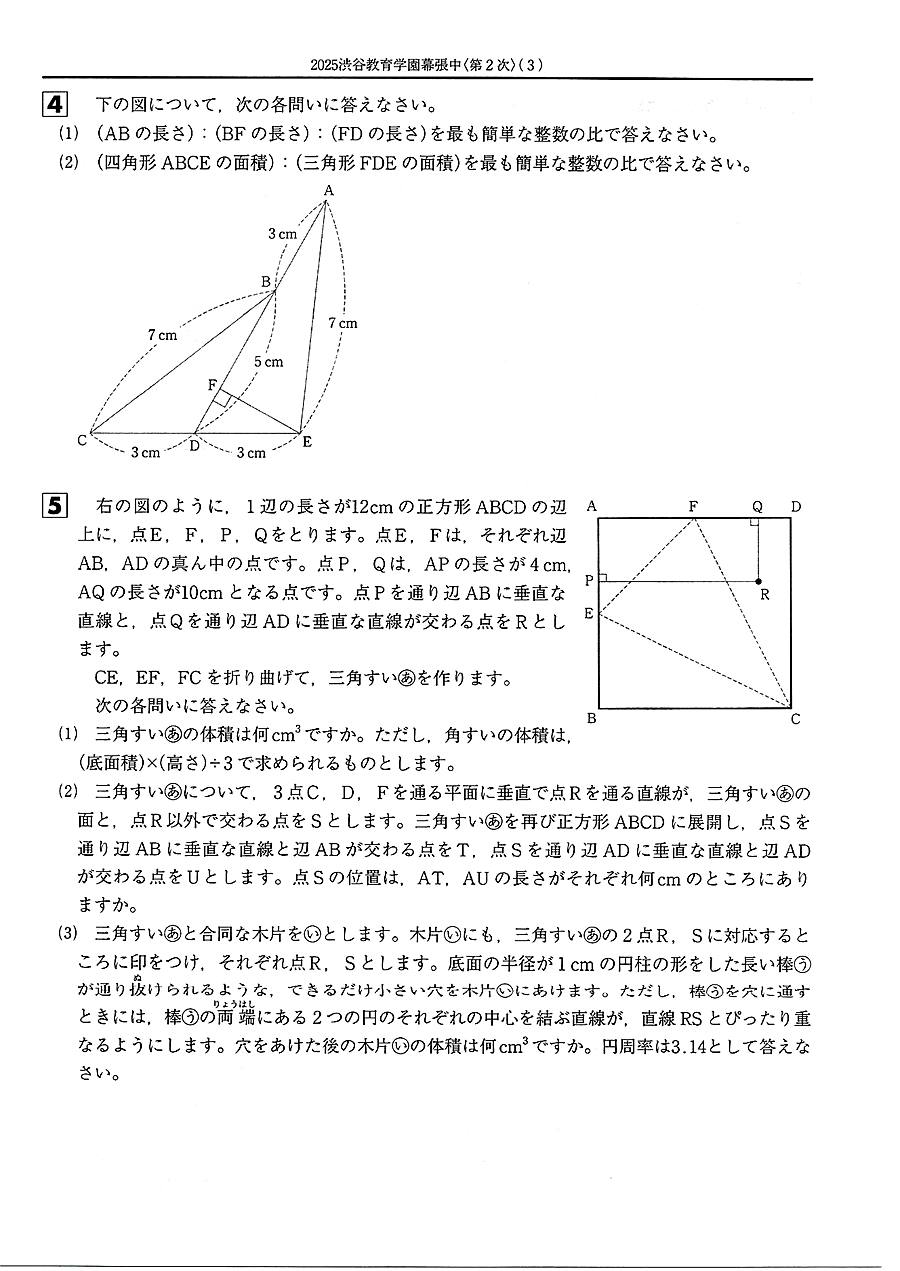 2025渋谷教育学園幕張中〈第2次〉(3)
4 下の図について，次の各問いに答えなさい。
(1) (ABの長さ)：(BFの長さ)：(FDの長さ)を最も簡単な整数の比で答えなさい。
(2) (四角形ABCEの面積)：(三角形FDEの面積)を最も簡単な整数の比で答えなさい。
A
3cm
B
7cm
7cm
5cm
F
C
D
E
3cm
3cm
5 右の図のように，1辺の長さが12cmの正方形ABCDの辺
上に，点E，F，P，Qをとります。点E，Fは，それぞれ辺
AB，ADの真ん中の点です。点P，Qは，APの長さが4cm，
AQの長さが10cmとなる点です。点Pを通り辺ABに垂直な
直線と，点Qを通り辺ADに垂直な直線が交わる点をRとし
ます。
CE，EF，FCを折り曲げて，三角すい㋐を作ります。
次の各問いに答えなさい。
A
F
Q
D
P
R
E
B
C
(1) 三角すいあの体積は何cm³ですか。ただし，角すいの体積は，
(底面積)×(高さ)÷3で求められるものとします。
(2) 三角すいあについて，3点C，D，Fを通る平面に垂直で点Rを通る直線が，三角すいあの
面と，点R以外で交わる点をSとします。三角すいあを再び正方形ABCDに展開し，点Sを
通り辺ABに垂直な直線と辺ABが交わる点をT，点Sを通り辺ADに垂直な直線と辺AD
が交わる点をUとします。点Sの位置は，AT，AUの長さがそれぞれ何cmのところにあり
ますか。
(3) 三角すいあと合同な木片をいとします。木片いにも，三角すいあの2点R，Sに対応すると
ころに印をつけ，それぞれ点R，Sとします。底面の半径が1cmの円柱の形をした長い棒う
が通り抜けられるような，できるだけ小さい穴を木片いにあけます。ただし，棒うを穴に通す
ときには，棒うの両端にある2つの円のそれぞれの中心を結ぶ直線が，直線RSとぴったり重
なるようにします。穴をあけた後の木片いの体積は何cm³ですか。円周率は3.14として答えな
さい。